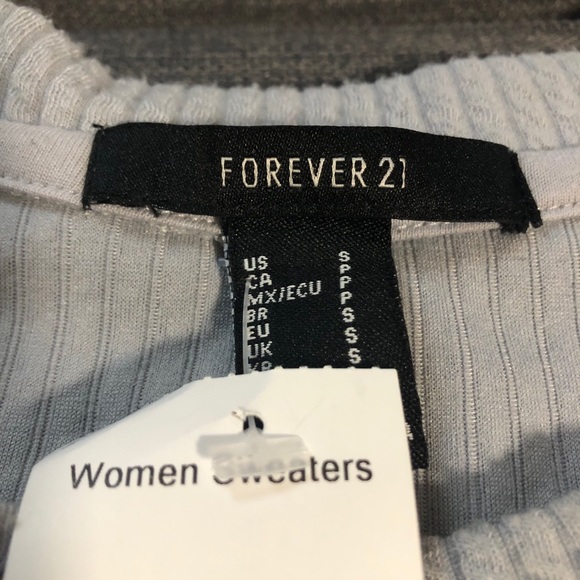 FOREVER 21
US S
CA P
MX/ECU P
BR P
EU S
UK S
Women Sweaters